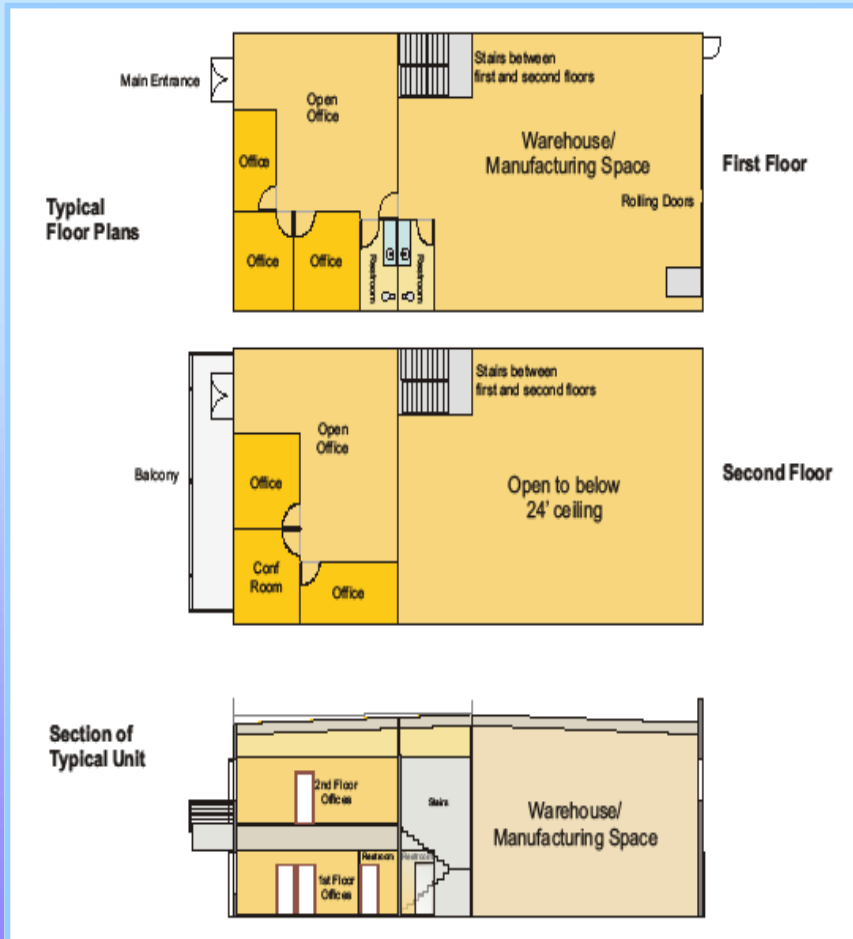 Main Entrance
Open
Office
Stairs between
first and second floors
Warehouse/
Manufacturing Space
First Floor
Office
Typical
Floor Plans
Rolling Doors
Office
Office
Restroom
Restroom
Stairs between
first and second floors
Open
Office
Balcony
Office
Open to below
24' ceiling
Second Floor
Conf
Room
Office
Section of
Typical Unit
2nd Floor
Offices
Stairs
Warehouse/
Manufacturing Space
Restroom
Restroom
1st Floor
Offices